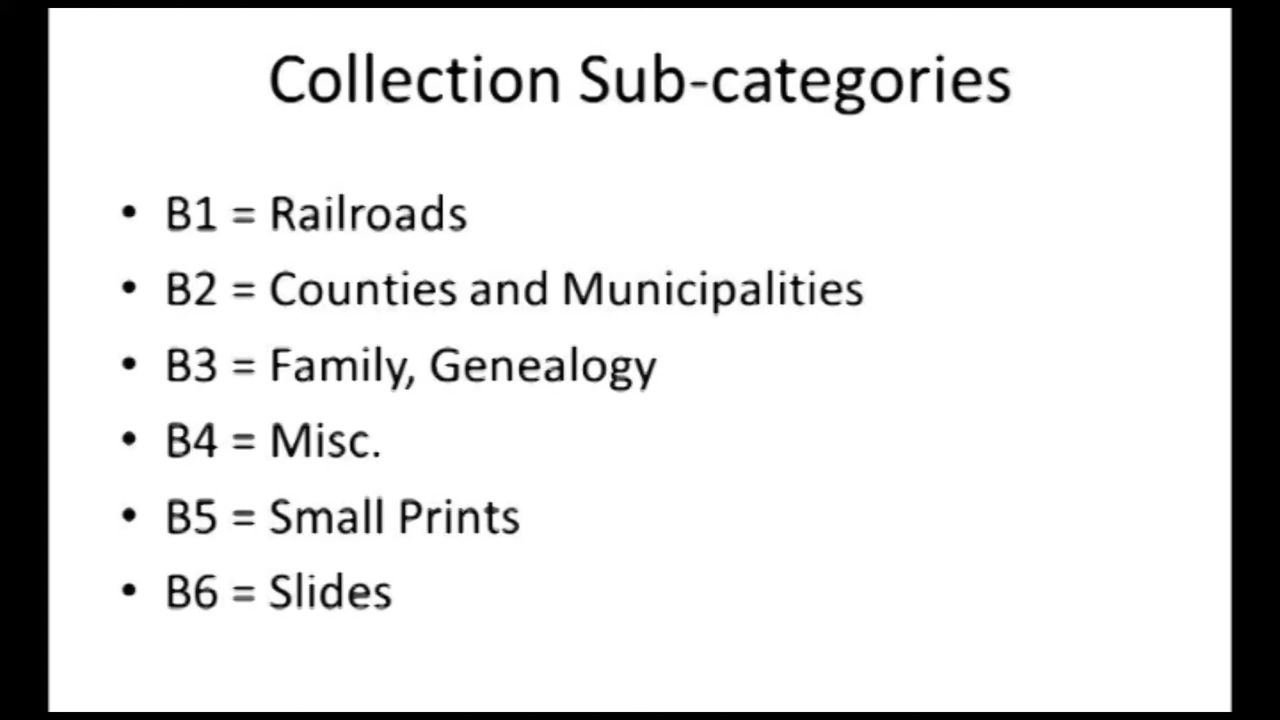 Collection Sub-categories
• B1 = Railroads
• B2 = Counties and Municipalities
• B3 = Family, Genealogy
• B4 = Misc.
• B5 = Small Prints
• B6 = Slides